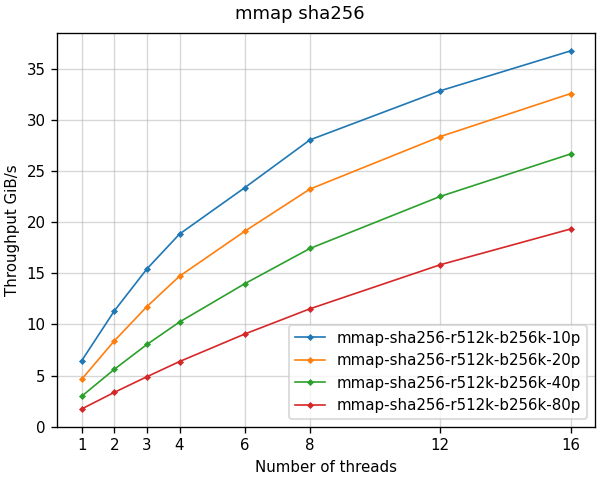 mmap sha256
Throughput GiB/s
35
30
25
20
15
10
5
0
mmap-sha256-r512k-b256k-10p
mmap-sha256-r512k-b256k-20p
mmap-sha256-r512k-b256k-40p
mmap-sha256-r512k-b256k-80p
1 2 3 4 6 8 12 16
Number of threads